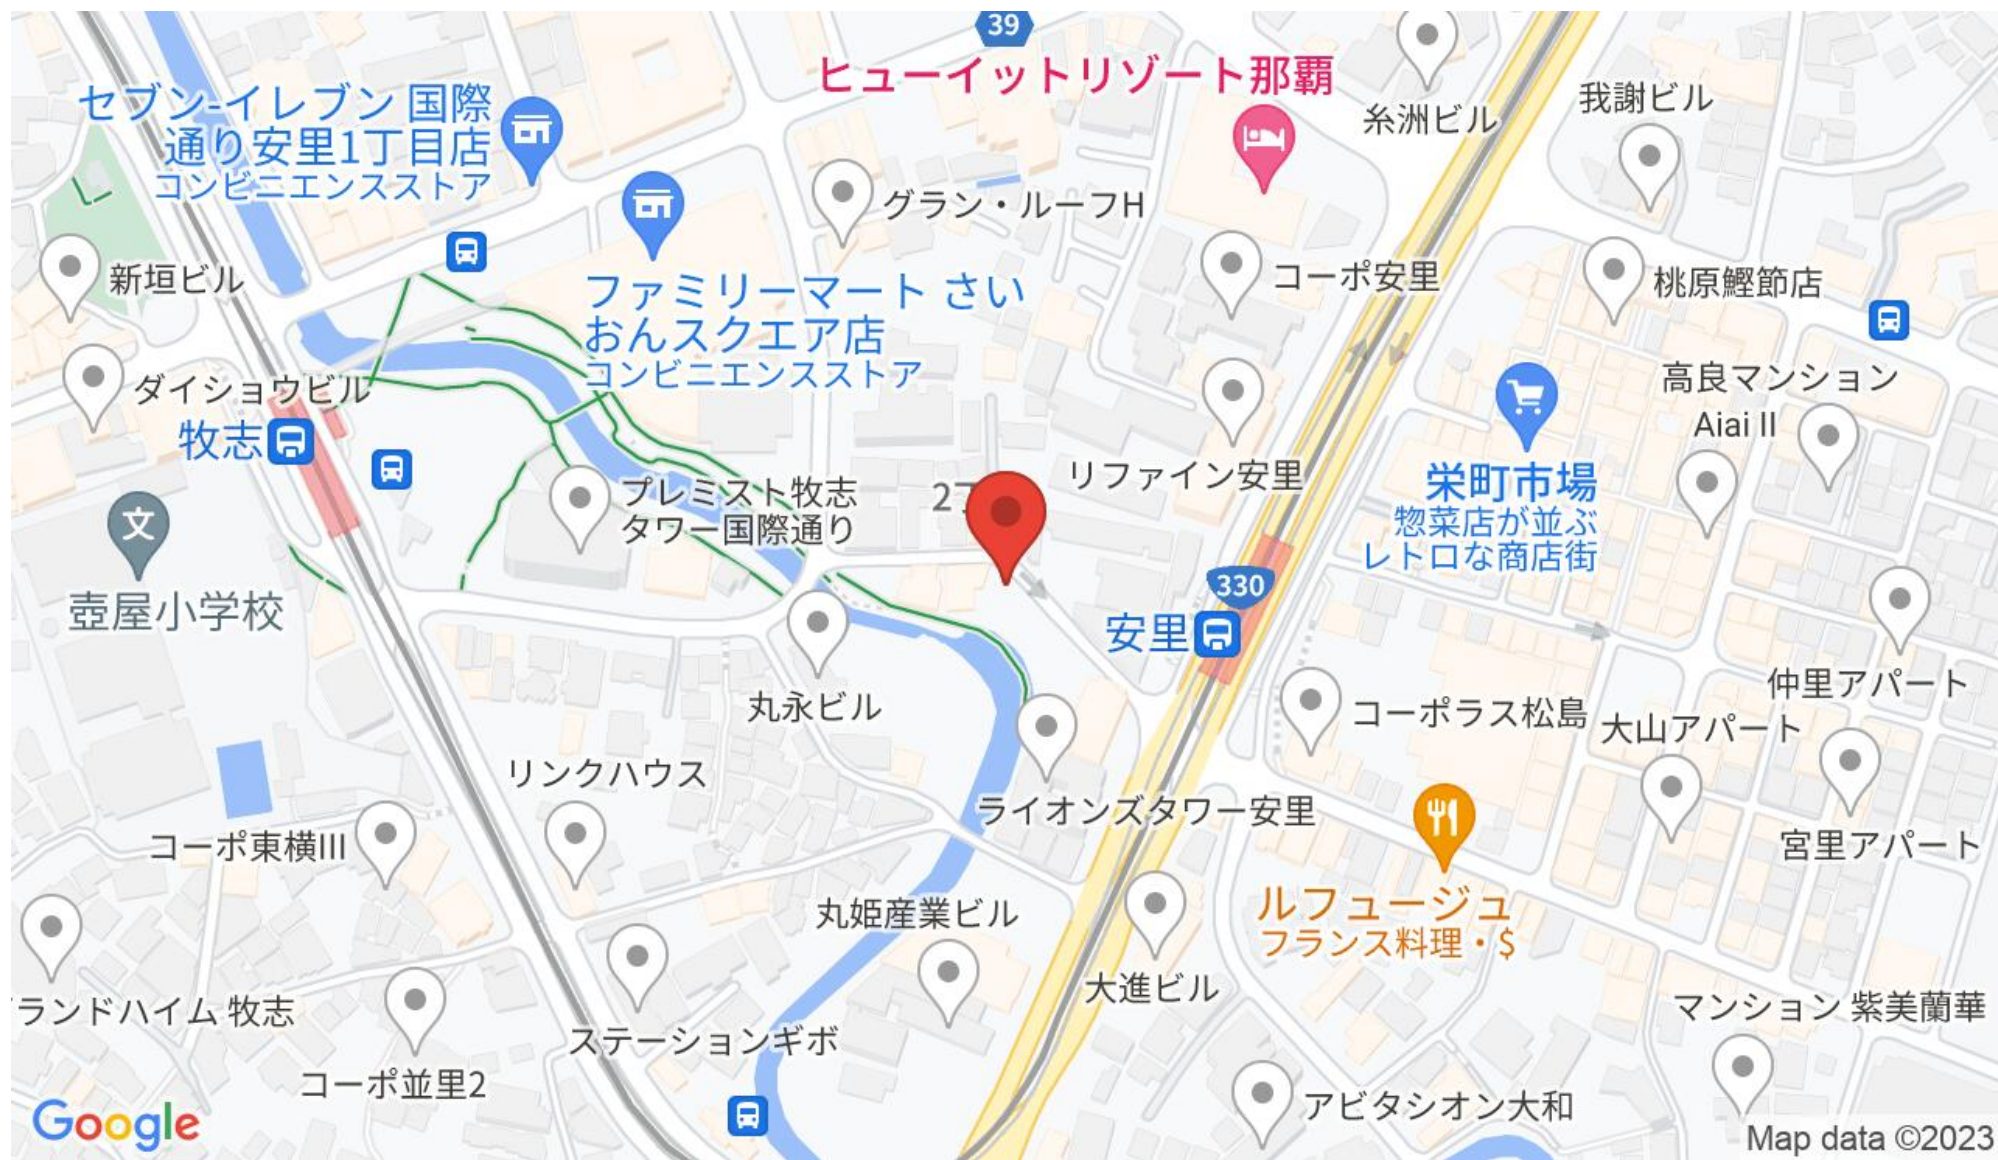 39
ヒューイットリゾート那覇
糸洲ビル
我謝ビル
セブン-イレブン 国際
通り安里1丁目店
コンビニエンスストア
グラン・ルーフH
新垣ビル
コーポ安里
桃原鰹節店
ファミリーマート さい
おんスクエア店
コンビニエンスストア
ダイショウビル
牧志
高良マンション
Aiai II
リファイン安里
栄町市場
惣菜店が並ぶ
レトロな商店街
プレミスト牧志
タワー国際通り
文
壺屋小学校
330
安里
仲里アパート
丸永ビル
コーポラス松島
大山アパート
リンクハウス
ライオンズタワー安里
コーポ東横III
宮里アパート
丸姫産業ビル
ルフュージュ
フランス料理・$
大進ビル
ランドハイム 牧志
マンション 紫美蘭華
ステーションギボ
コーポ並里2
アビタシオン大和
Google
Map data ©2023